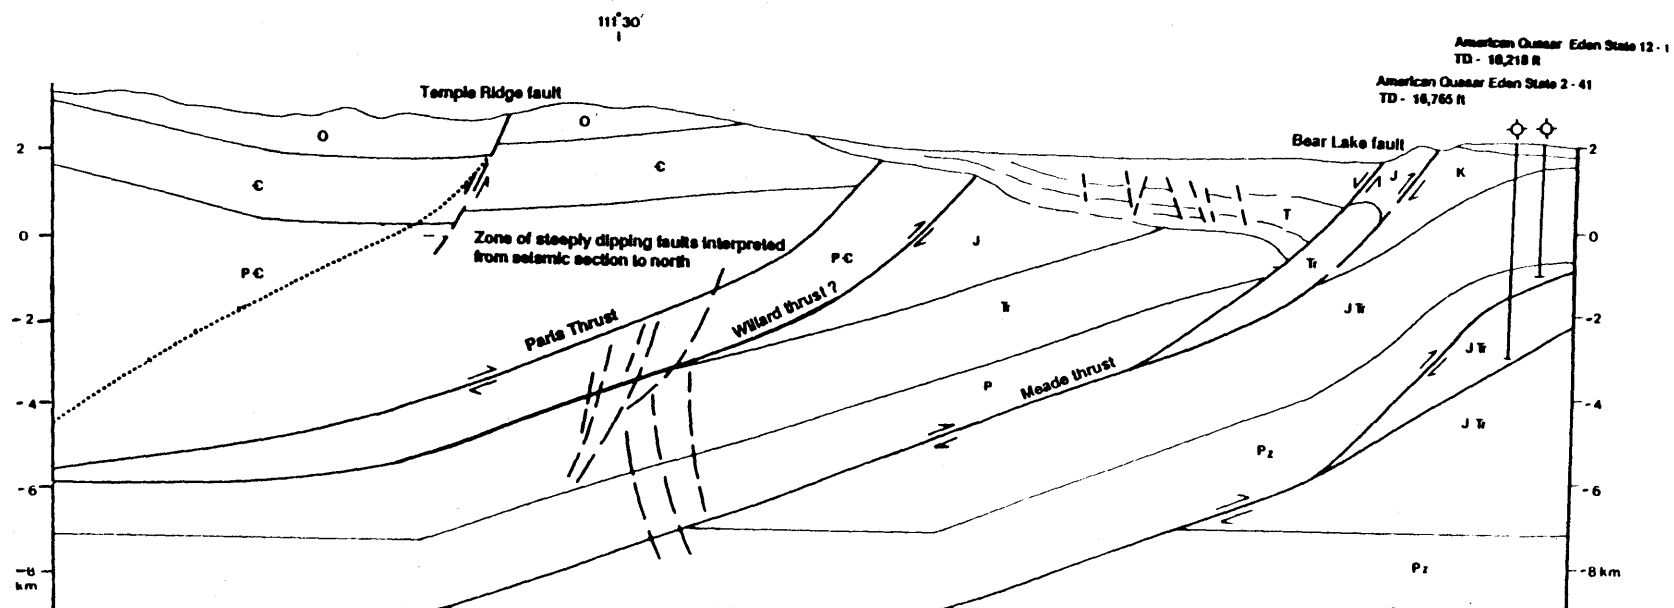 111°30′
American Quasar Eden State 12-1
TD - 18,218 ft
American Quasar Eden State 2-41
TD - 16,765 ft
Temple Ridge fault
O
O
Bear Lake fault
2
2
Є
Є
J
K
T
0
0
Zone of steeply dipping faults interpreted
from seismic section to north
J
PЄ
PЄ
Tr
Tr
J Tr
-2
-2
Paris Thrust
Willard thrust ?
J Tr
P
Meade thrust
-4
-4
J Tr
Pz
-6
-6
-8
km
Pz
-8 km